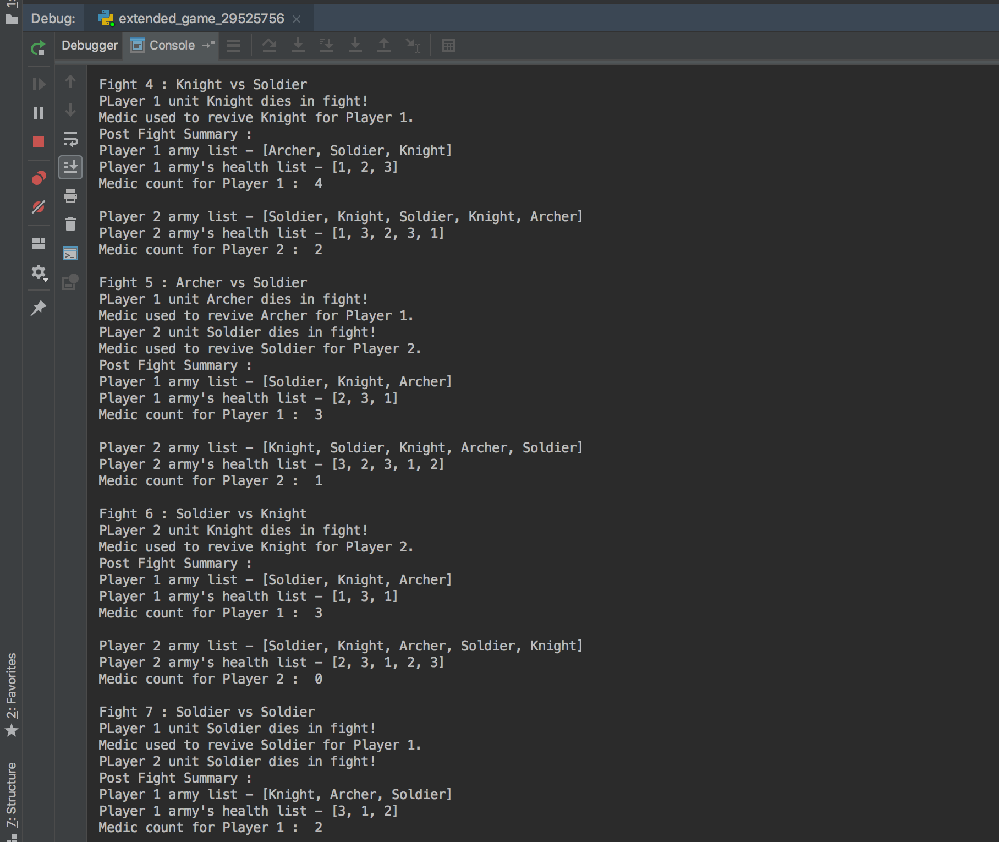 Debug:
extended_game_29525756
Debugger
Console
Fight 4 : Knight vs Soldier
PLayer 1 unit Knight dies in fight!
Medic used to revive Knight for Player 1.
Post Fight Summary :
Player 1 army list – [Archer, Soldier, Knight]
Player 1 army's health list – [1, 2, 3]
Medic count for Player 1 :  4
Player 2 army list – [Soldier, Knight, Soldier, Knight, Archer]
Player 2 army's health list – [1, 3, 2, 3, 1]
Medic count for Player 2 :  2
Fight 5 : Archer vs Soldier
PLayer 1 unit Archer dies in fight!
Medic used to revive Archer for Player 1.
PLayer 2 unit Soldier dies in fight!
Medic used to revive Soldier for Player 2.
Post Fight Summary :
Player 1 army list – [Soldier, Knight, Archer]
Player 1 army's health list – [2, 3, 1]
Medic count for Player 1 :  3
Player 2 army list – [Knight, Soldier, Knight, Archer, Soldier]
Player 2 army's health list – [3, 2, 3, 1, 2]
Medic count for Player 2 :  1
Fight 6 : Soldier vs Knight
PLayer 2 unit Knight dies in fight!
Medic used to revive Knight for Player 2.
Post Fight Summary :
Player 1 army list – [Soldier, Knight, Archer]
Player 1 army's health list – [1, 3, 1]
Medic count for Player 1 :  3
Player 2 army list – [Soldier, Knight, Archer, Soldier, Knight]
Player 2 army's health list – [2, 3, 1, 2, 3]
Medic count for Player 2 :  0
Fight 7 : Soldier vs Soldier
PLayer 1 unit Soldier dies in fight!
Medic used to revive Soldier for Player 1.
PLayer 2 unit Soldier dies in fight!
Post Fight Summary :
Player 1 army list – [Knight, Archer, Soldier]
Player 1 army's health list – [3, 1, 2]
Medic count for Player 1 :  2
2: Favorites
7: Structure